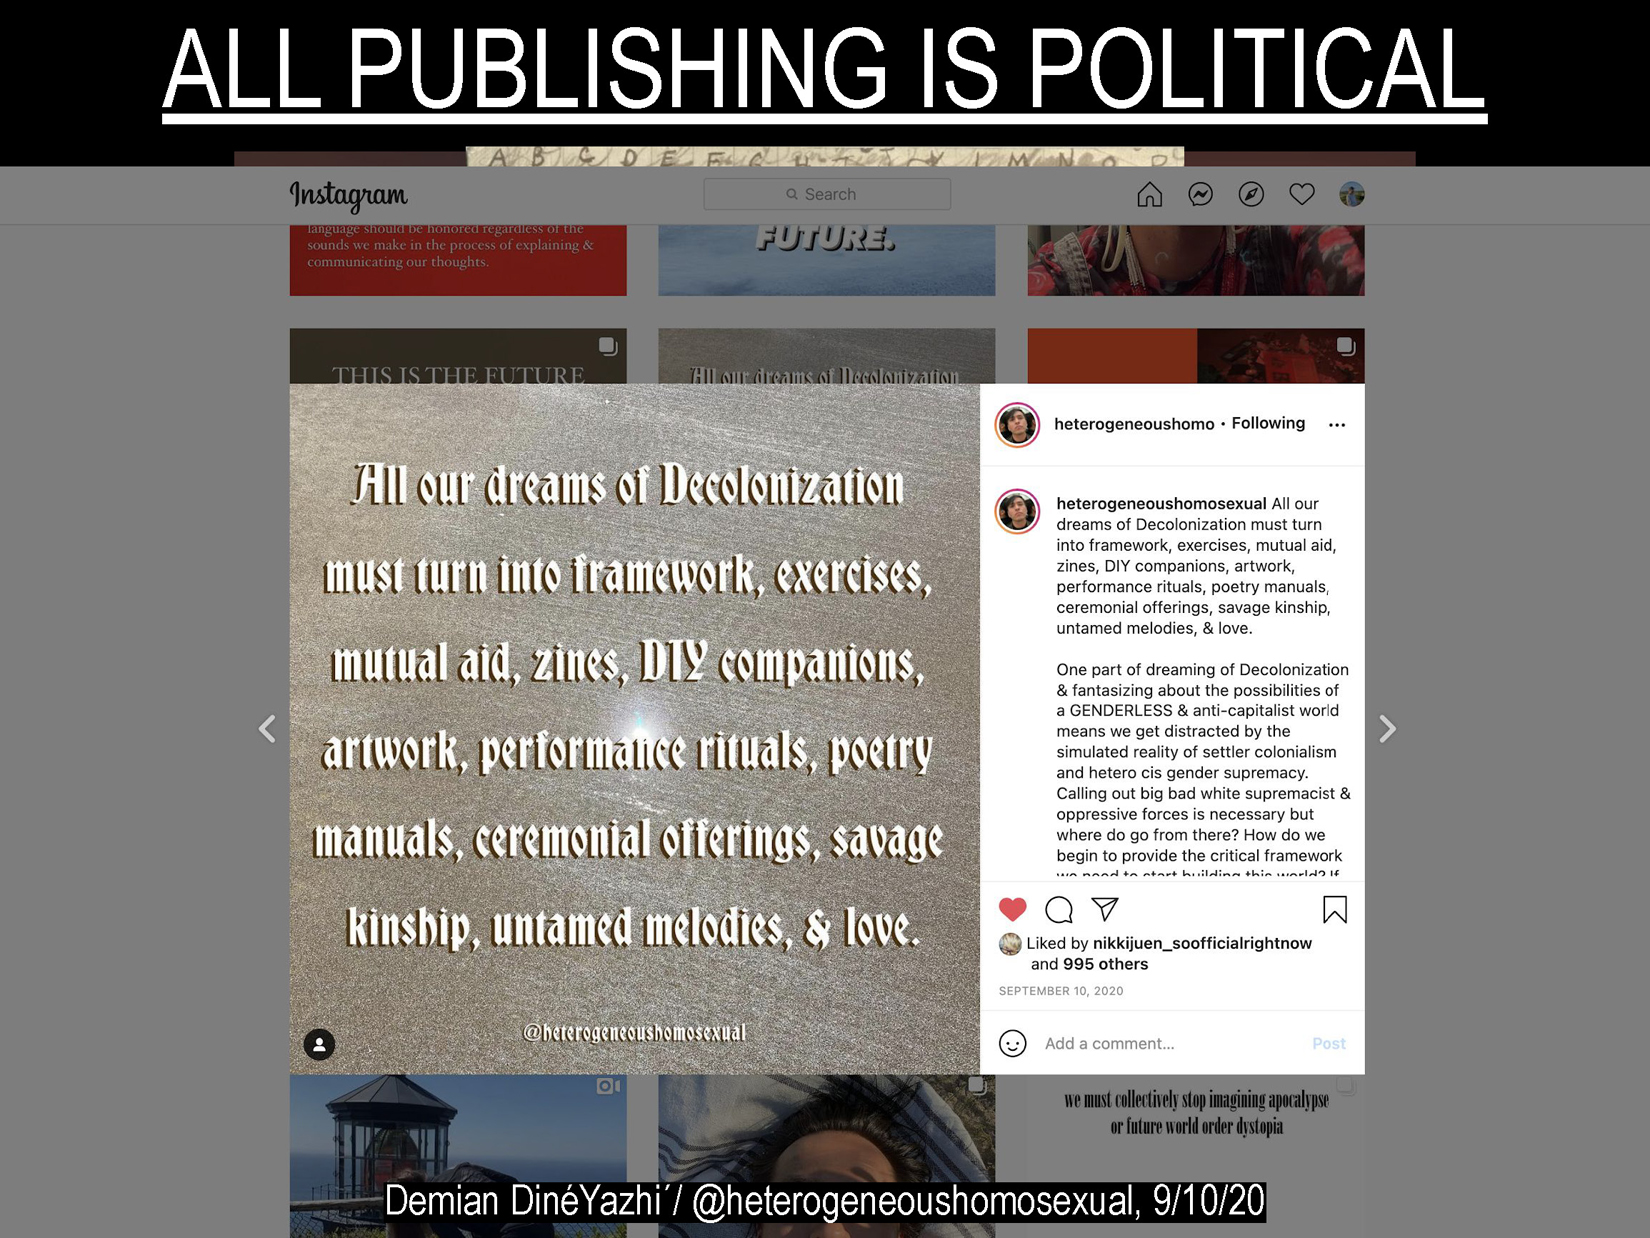 ALL PUBLISHING IS POLITICAL
A B C D E F G H I J K L M N O P
Instagram
Search
language should be honored regardless of the
sounds we make in the process of explaining &
communicating our thoughts.
FUTURE.
THIS IS THE FUTURE
All our dreams of Decolonization
All our dreams of Decolonization
must turn into framework, exercises,
mutual aid, zines, DIY companions,
artwork, performance rituals, poetry
manuals, ceremonial offerings, savage
kinship, untamed melodies, & love.
@heterogeneoushomosexual
heterogeneoushomo • Following
heterogeneoushomosexual All our
dreams of Decolonization must turn
into framework, exercises, mutual aid,
zines, DIY companions, artwork,
performance rituals, poetry manuals,
ceremonial offerings, savage kinship,
untamed melodies, & love.
One part of dreaming of Decolonization
& fantasizing about the possibilities of
a GENDERLESS & anti-capitalist world
means we get distracted by the
simulated reality of settler colonialism
and hetero cis gender supremacy.
Calling out big bad white supremacist &
oppressive forces is necessary but
where do go from there? How do we
begin to provide the critical framework
we need to start building this world? If
Liked by nikkijuen_soofficialrightnow
and 995 others
SEPTEMBER 10, 2020
Add a comment...
Post
we must collectively stop imagining apocalypse
or future world order dystopia
Demian DinéYazhi´/ @heterogeneoushomosexual, 9/10/20